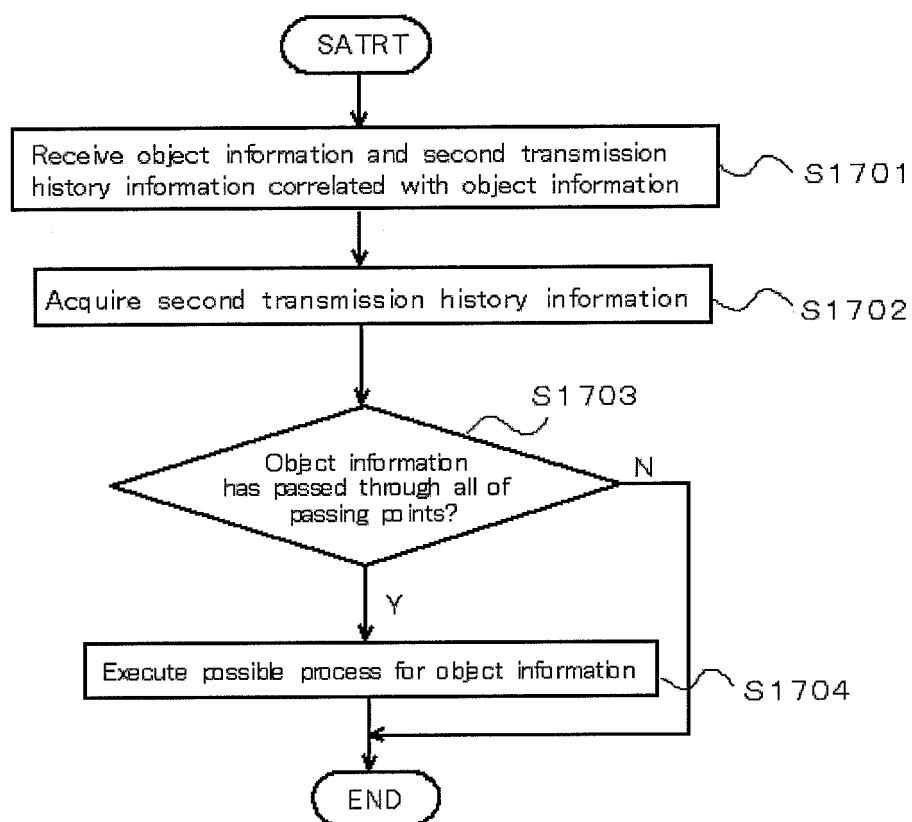 SATRT
Receive object information and second transmission
history information correlated with object information
S1701
Acquire second transmission history information
S1702
S1703
Object information
has passed through all of
passing points?
N
Y
Execute possible process for object information
S1704
END